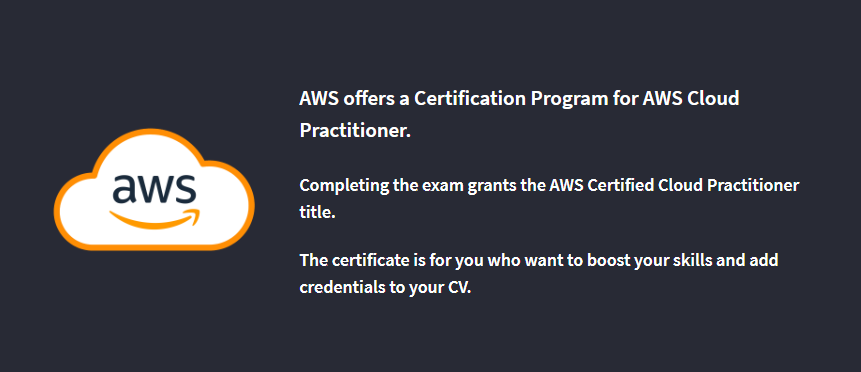 AWS offers a Certification Program for AWS Cloud
Practitioner.
aws
Completing the exam grants the AWS Certified Cloud Practitioner
title.
The certificate is for you who want to boost your skills and add
credentials to your CV.